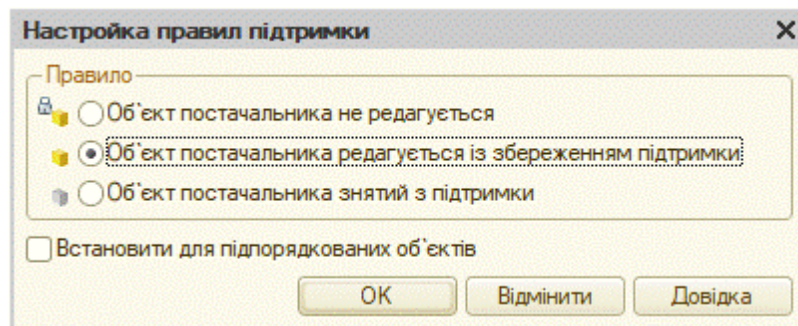 Настройка правил підтримки
Правило
Об`єкт постачальника не редагується
Об`єкт постачальника редагується із збереженням підтримки
Об`єкт постачальника знятий з підтримки
Встановити для підпорядкованих об`єктів
ОК Відмінити Довідка